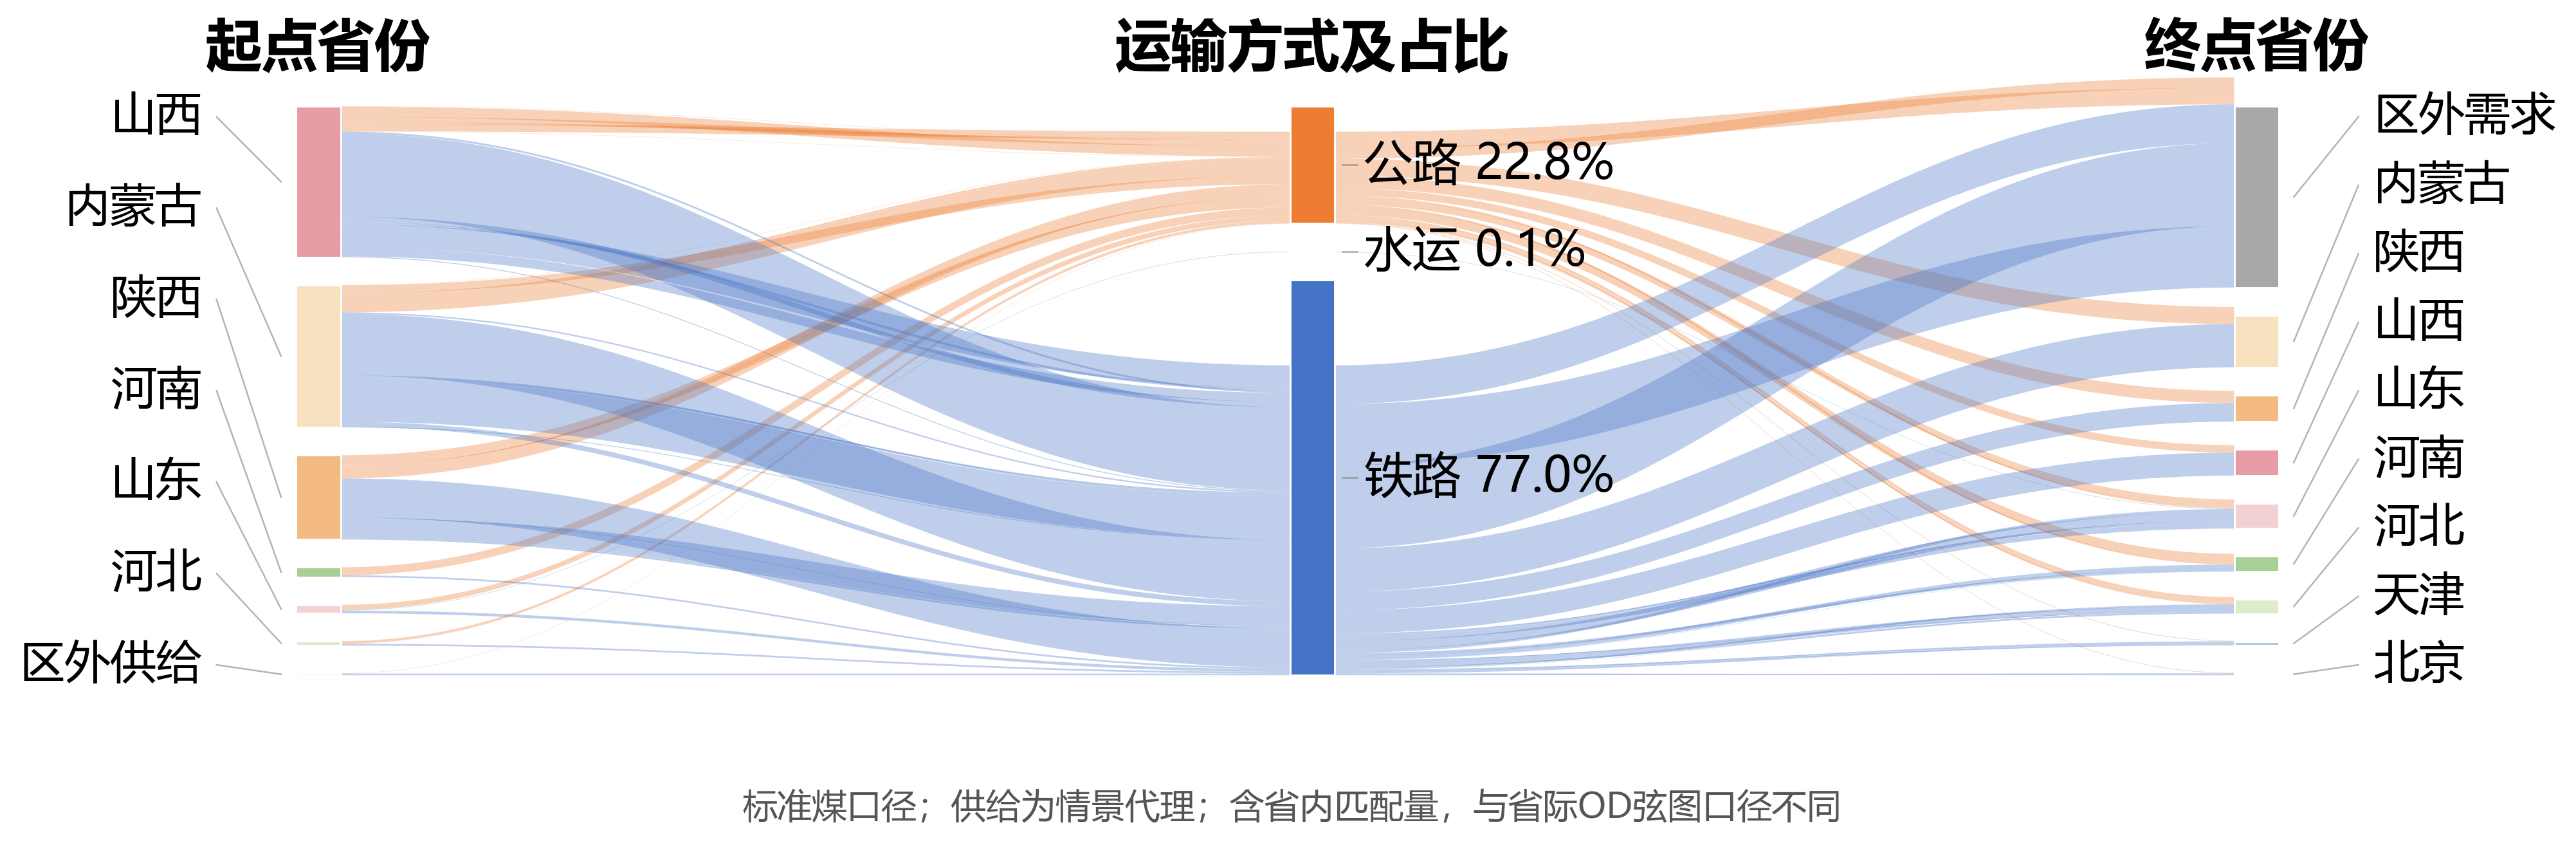 起点省份
运输方式及占比
终点省份
山西
内蒙古
陕西
河南
山东
河北
区外供给
公路 22.8%
水运 0.1%
铁路 77.0%
区外需求
内蒙古
陕西
山西
山东
河南
河北
天津
北京
标准煤口径；供给为情景代理；含省内匹配量，与省际OD弦图口径不同